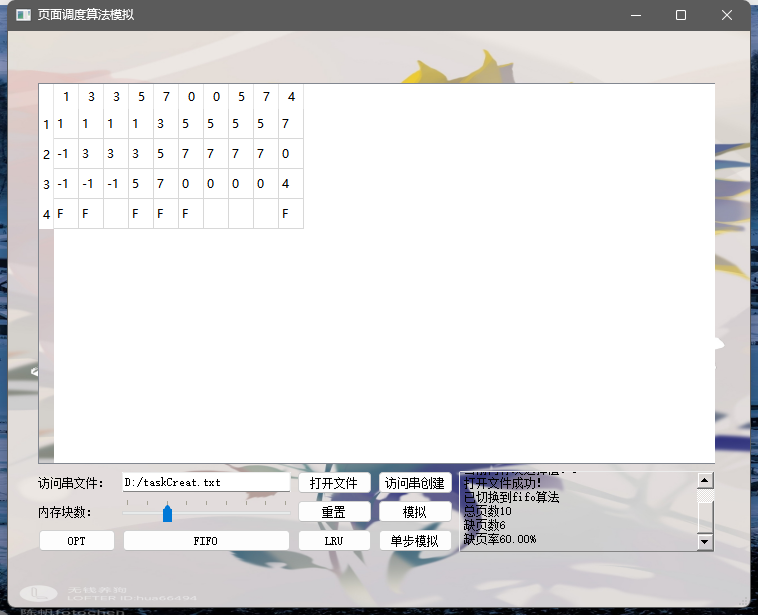 页面调度算法模拟
1 3 3 5 7 0 0 5 7 4
1 1 1 1 1 3 5 5 5 5 7
2 -1 3 3 3 5 7 7 7 7 0
3 -1 -1 -1 5 7 0 0 0 0 4
4 F F F F F F
访问串文件: D:/taskCreat.txt 打开文件 访问串创建
内存块数: 重置 模拟
OPT FIFO LRU 单步模拟
打开文件成功!
已切换到fifo算法
总页数10
缺页数6
缺页率60.00%